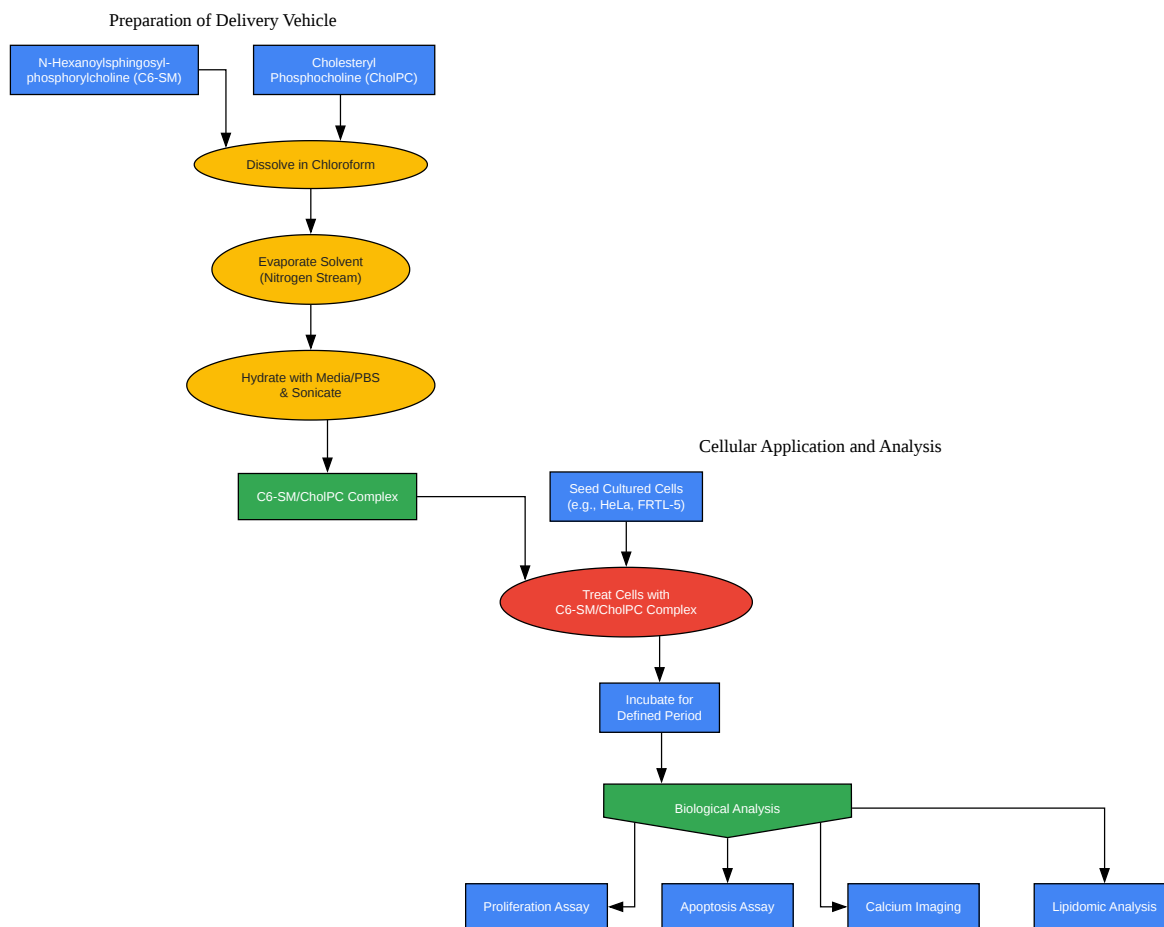 Preparation of Delivery Vehicle
N-Hexanoylsphingosyl-
phosphorylcholine (C6-SM)
Cholesteryl
Phosphocholine (CholPC)
Dissolve in Chloroform
Evaporate Solvent
(Nitrogen Stream)
Hydrate with Media/PBS
& Sonicate
C6-SM/CholPC Complex
Cellular Application and Analysis
Seed Cultured Cells
(e.g., HeLa, FRTL-5)
Treat Cells with
C6-SM/CholPC Complex
Incubate for
Defined Period
Biological Analysis
Proliferation Assay
Apoptosis Assay
Calcium Imaging
Lipidomic Analysis